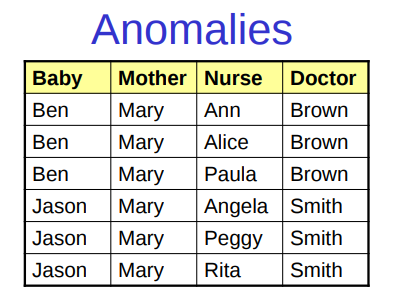 Anomalies
Baby Mother Nurse Doctor
Ben Mary Ann Brown
Ben Mary Alice Brown
Ben Mary Paula Brown
Jason Mary Angela Smith
Jason Mary Peggy Smith
Jason Mary Rita Smith